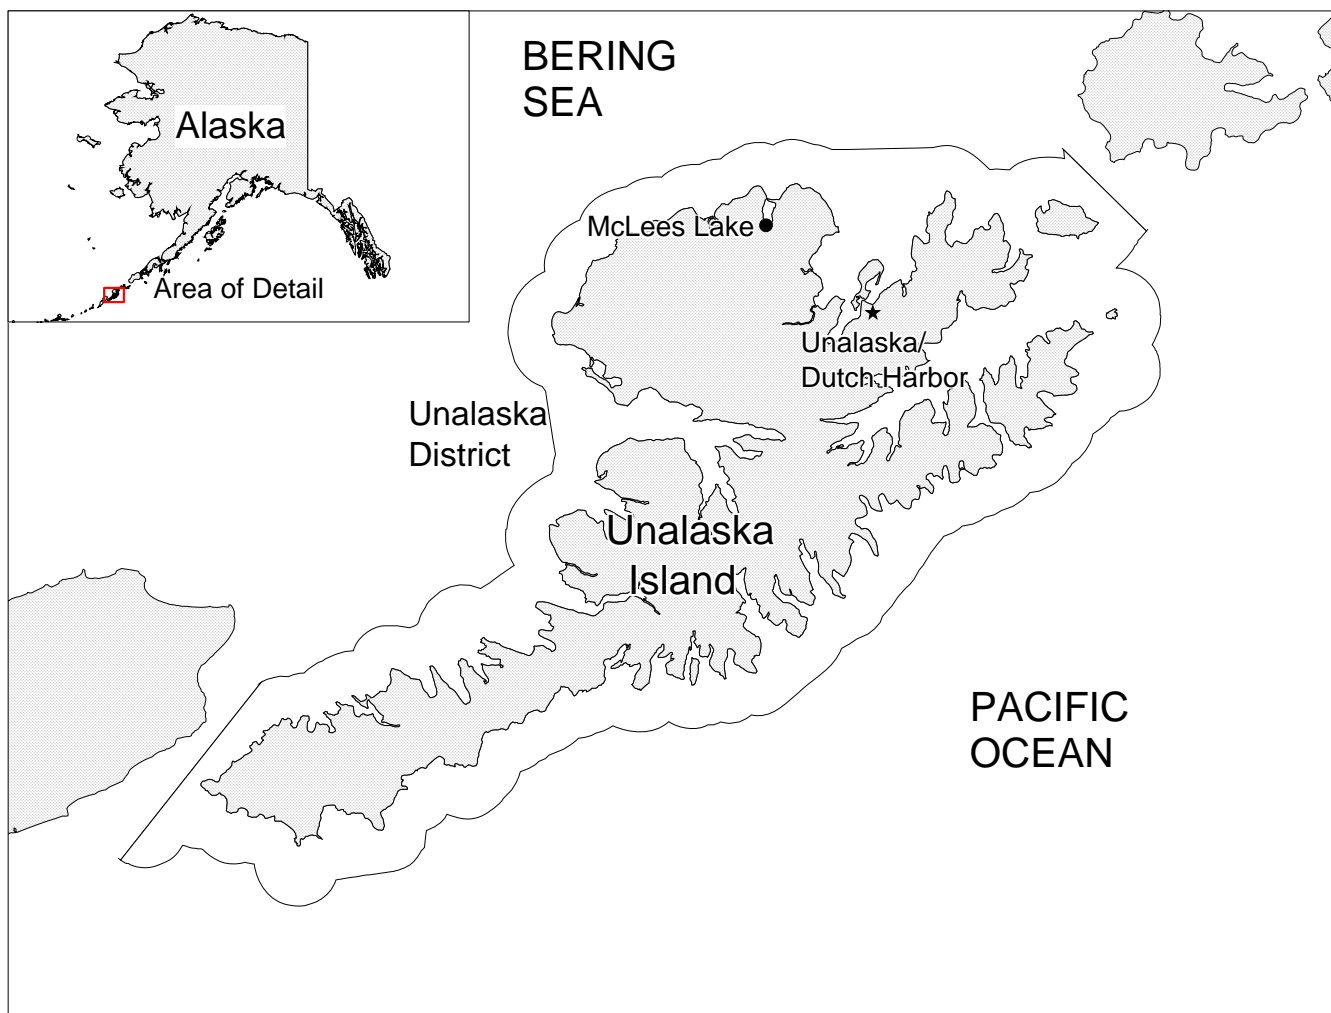 BERING
SEA
Alaska
Area of Detail
McLees Lake
Unalaska/
Dutch Harbor
Unalaska
District
Unalaska
Island
PACIFIC
OCEAN